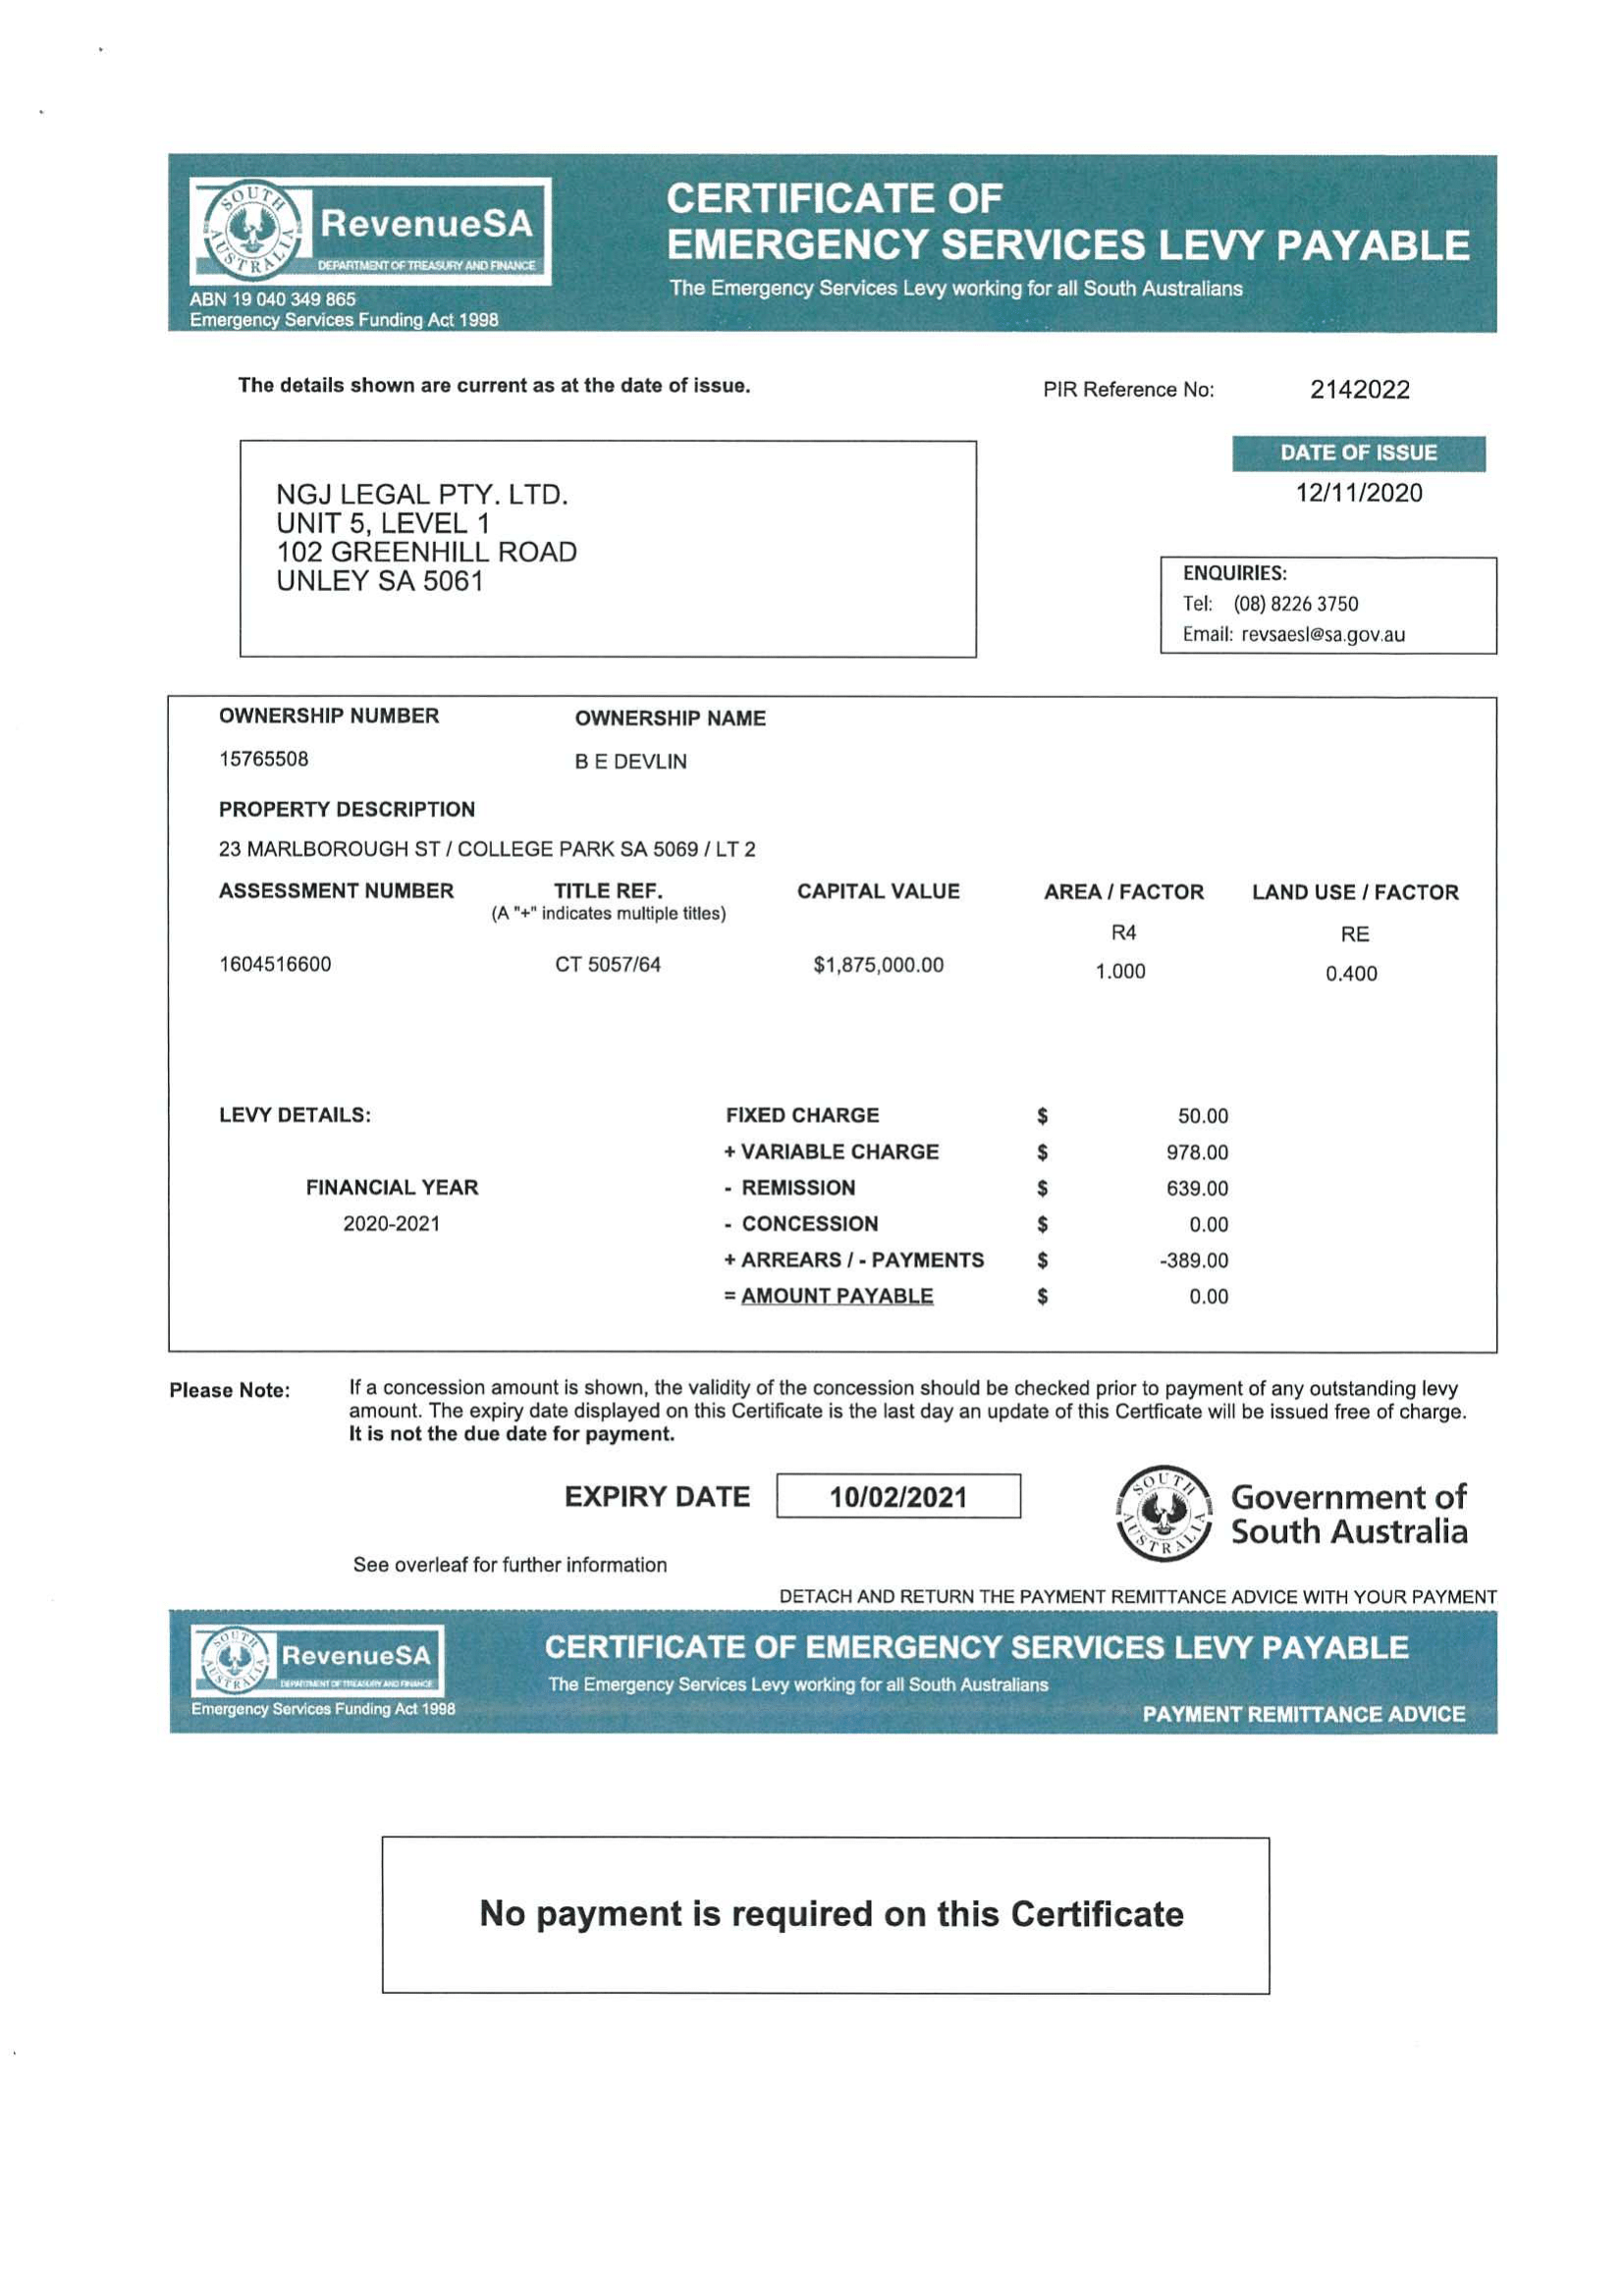 SOUTH AUSTRALIA
RevenueSA
DEPARTMENT OF TREASURY AND FINANCE
ABN 19 040 349 865
Emergency Services Funding Act 1998
CERTIFICATE OF
EMERGENCY SERVICES LEVY PAYABLE
The Emergency Services Levy working for all South Australians
The details shown are current as at the date of issue.
PIR Reference No: 2142022
DATE OF ISSUE
12/11/2020
NGJ LEGAL PTY. LTD.
UNIT 5, LEVEL 1
102 GREENHILL ROAD
UNLEY SA 5061
ENQUIRIES:
Tel: (08) 8226 3750
Email: revsaesl@sa.gov.au
OWNERSHIP NUMBER OWNERSHIP NAME
15765508 B E DEVLIN
PROPERTY DESCRIPTION
23 MARLBOROUGH ST / COLLEGE PARK SA 5069 / LT 2
ASSESSMENT NUMBER TITLE REF. CAPITAL VALUE AREA / FACTOR LAND USE / FACTOR
(A "+" indicates multiple titles)
R4 RE
1604516600 CT 5057/64 $1,875,000.00 1.000 0.400
LEVY DETAILS: FIXED CHARGE $ 50.00
+ VARIABLE CHARGE $ 978.00
FINANCIAL YEAR - REMISSION $ 639.00
2020-2021 - CONCESSION $ 0.00
+ ARREARS / - PAYMENTS $ -389.00
= AMOUNT PAYABLE $ 0.00
Please Note: If a concession amount is shown, the validity of the concession should be checked prior to payment of any outstanding levy
amount. The expiry date displayed on this Certificate is the last day an update of this Certficate will be issued free of charge.
It is not the due date for payment.
EXPIRY DATE 10/02/2021
SOUTH AUSTRALIA
Government of
South Australia
See overleaf for further information
DETACH AND RETURN THE PAYMENT REMITTANCE ADVICE WITH YOUR PAYMENT
SOUTH AUSTRALIA
RevenueSA
DEPARTMENT OF TREASURY AND FINANCE
Emergency Services Funding Act 1998
CERTIFICATE OF EMERGENCY SERVICES LEVY PAYABLE
The Emergency Services Levy working for all South Australians
PAYMENT REMITTANCE ADVICE
No payment is required on this Certificate